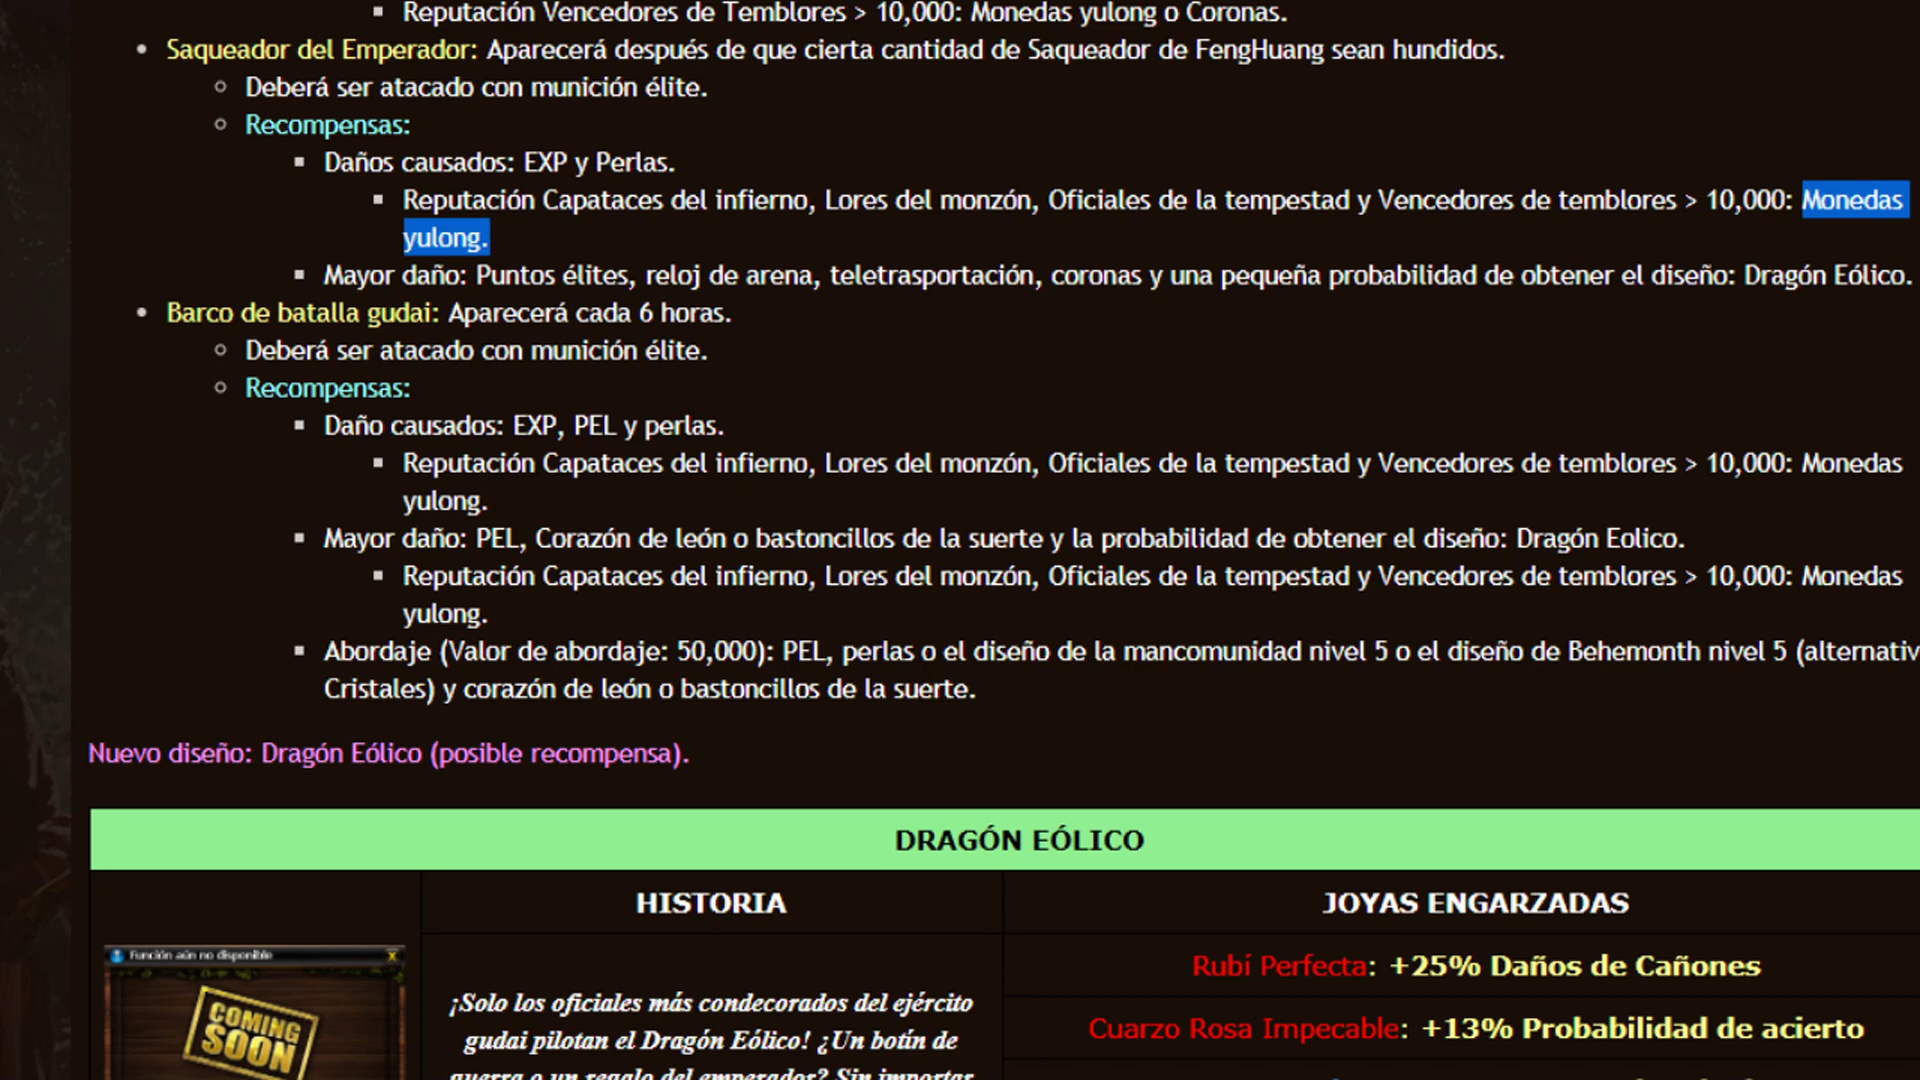 Reputación Vencedores de Temblores > 10,000: Monedas yulong o Coronas.
Saqueador del Emperador: Aparecerá después de que cierta cantidad de Saqueador de FengHuang sean hundidos.
Deberá ser atacado con munición élite.
Recompensas:
Daños causados: EXP y Perlas.
Reputación Capataces del infierno, Lores del monzón, Oficiales de la tempestad y Vencedores de temblores > 10,000: Monedas
yulong.
Mayor daño: Puntos élites, reloj de arena, teletrasportación, coronas y una pequeña probabilidad de obtener el diseño: Dragón Eólico.
Barco de batalla gudai: Aparecerá cada 6 horas.
Deberá ser atacado con munición élite.
Recompensas:
Daño causados: EXP, PEL y perlas.
Reputación Capataces del infierno, Lores del monzón, Oficiales de la tempestad y Vencedores de temblores > 10,000: Monedas
yulong.
Mayor daño: PEL, Corazón de león o bastoncillos de la suerte y la probabilidad de obtener el diseño: Dragón Eolico.
Reputación Capataces del infierno, Lores del monzón, Oficiales de la tempestad y Vencedores de temblores > 10,000: Monedas
yulong.
Abordaje (Valor de abordaje: 50,000): PEL, perlas o el diseño de la mancomunidad nivel 5 o el diseño de Behemonth nivel 5 (alternativ
Cristales) y corazón de león o bastoncillos de la suerte.
Nuevo diseño: Dragón Eólico (posible recompensa).
DRAGÓN EÓLICO
HISTORIA
JOYAS ENGARZADAS
Función aún no disponible
COMING
SOON
¡Solo los oficiales más condecorados del ejército
gudai pilotan el Dragón Eólico! ¿Un botín de
guerra o un regalo del emperador? Sin importar
Rubí Perfecta: +25% Daños de Cañones
Cuarzo Rosa Impecable: +13% Probabilidad de acierto